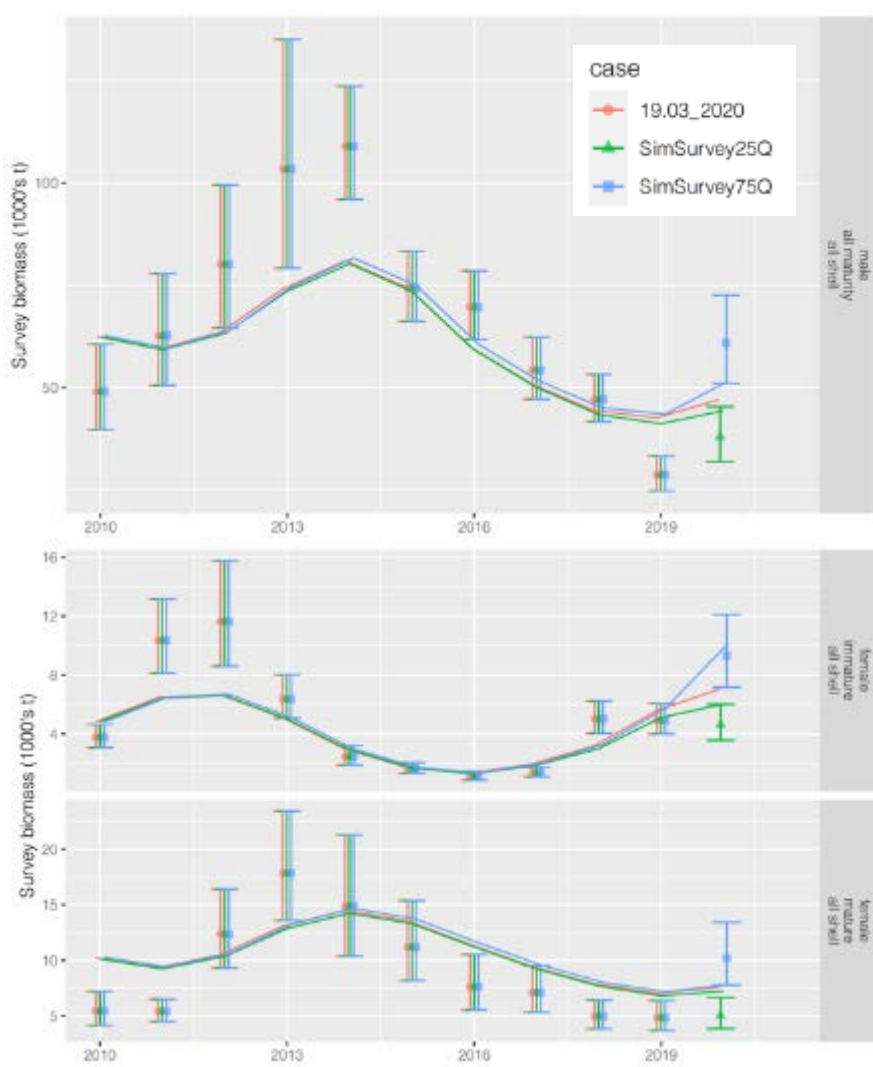 case
19.03_2020
SimSurvey25Q
SimSurvey75Q
Survey biomass (1000's t)
100
50
male
all maturity
all shell
2010
2013
2016
2019
16
12
8
4
female
immature
all shell
Survey biomass (1000's t)
20
15
10
5
female
mature
all shell
2010
2013
2016
2019